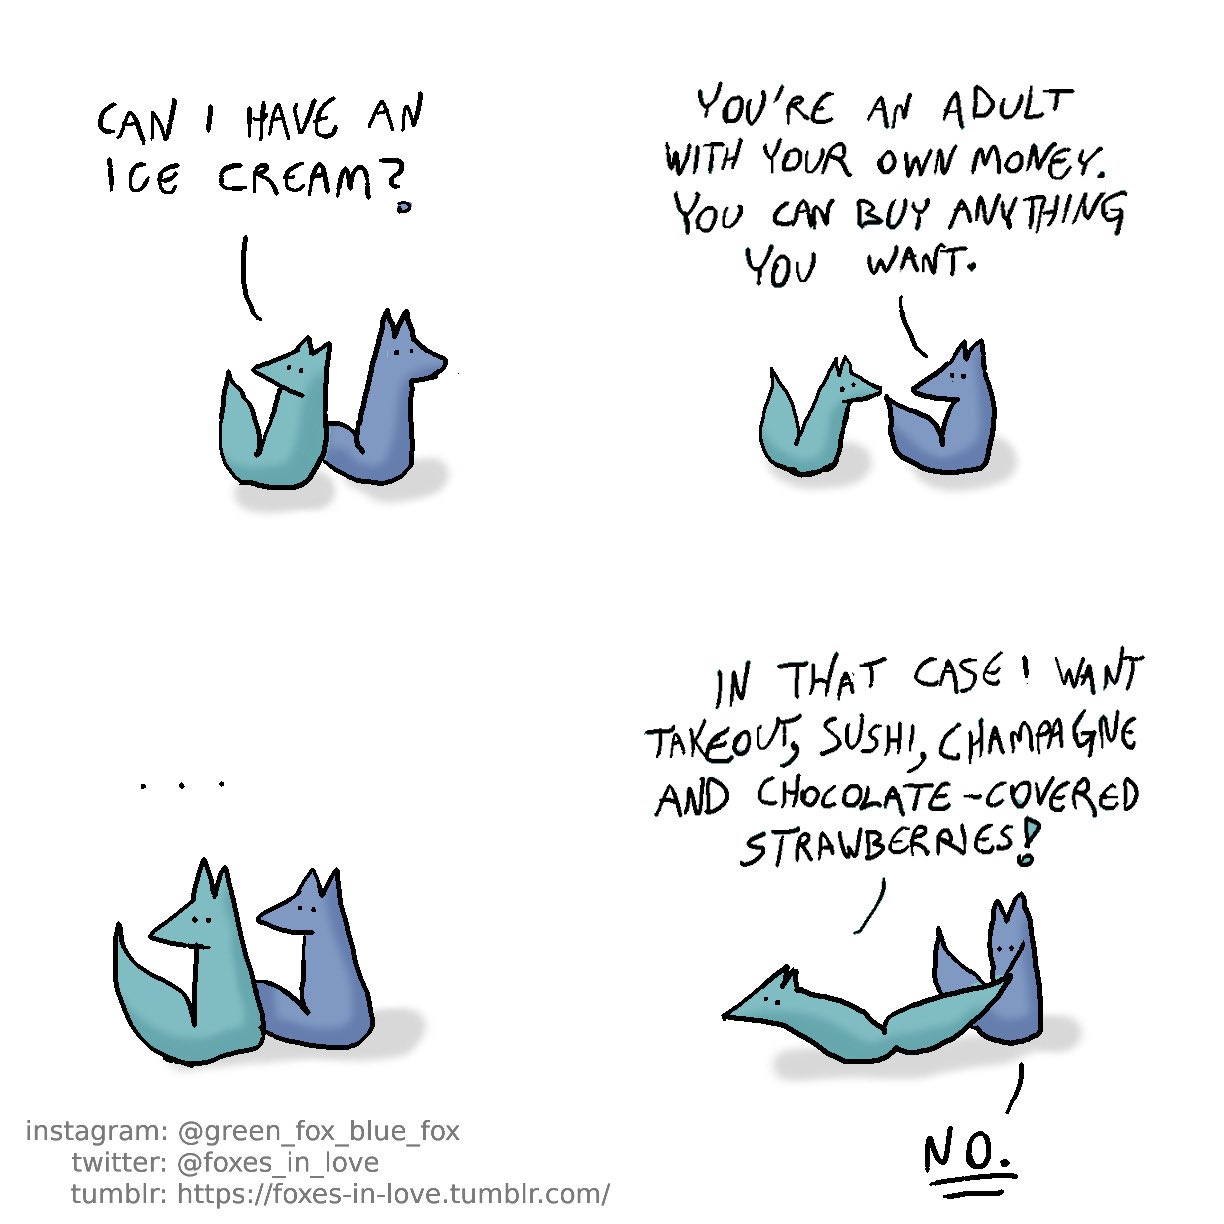 CAN I HAVE AN
ICE CREAM?
YOU'RE AN ADULT
WITH YOUR OWN MONEY.
YOU CAN BUY ANYTHING
YOU WANT.
. . .
IN THAT CASE I WANT
TAKEOUT, SUSHI, CHAMPAGNE
AND CHOCOLATE-COVERED
STRAWBERRIES!
NO.
instagram: @green_fox_blue_fox
twitter: @foxes_in_love
tumblr: https://foxes-in-love.tumblr.com/